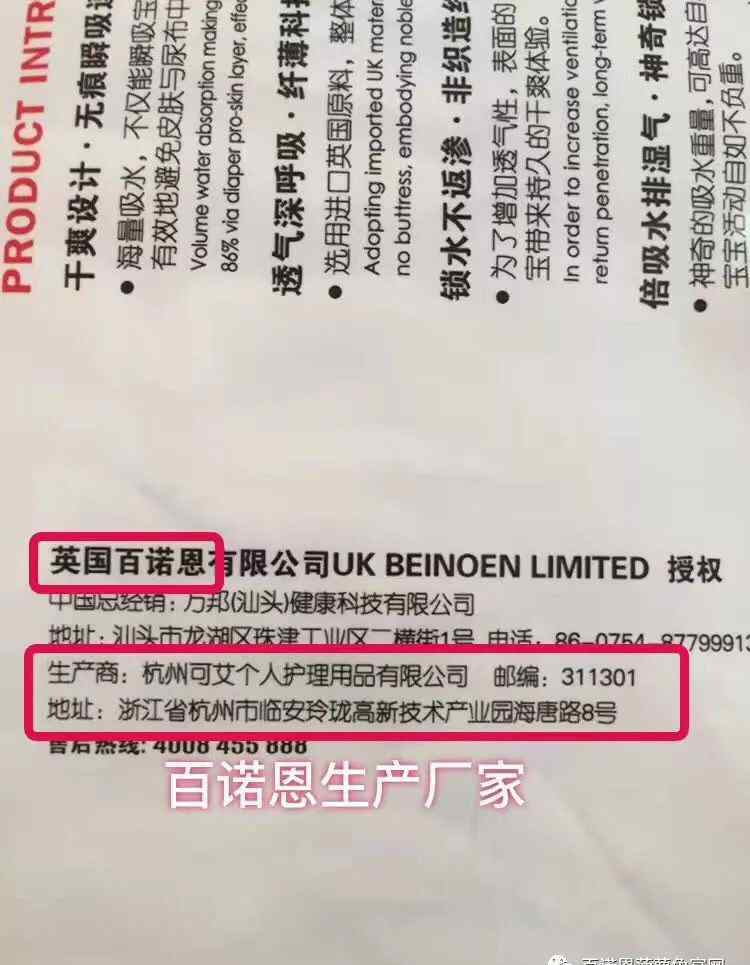 PRODUCT INTR
干爽设计·无痕瞬吸
● 海量吸水，不仅能瞬吸宝
有效地避免皮肤与尿布中
Volume water absorption making
86% via diaper pro-skin layer, effec
透气深呼吸·纤薄科技
● 选用进口英国原料，整体
Adopting imported UK mater
no buttress, embodying noble
锁水不返渗·非织造
● 为了增加透气性，表面的
宝带来持久的干爽体验。
In order to increase ventilatio
return penetration, long-term
倍吸水排湿气·神奇锁
● 神奇的吸水重量，可高达自
宝宝活动自如不负重。
英国百诺恩有限公司UK BEINOEN LIMITED 授权
中国总经销：万邦(汕头)健康科技有限公司
地址：汕头市龙湖区珠津工业区二横街1号 电话：86-0754-8779991
生产商：杭州可艾个人护理用品有限公司 邮编：311301
地址：浙江省杭州市临安玲珑高新技术产业园海唐路8号
售后热线：4008 455 888
百诺恩生产厂家